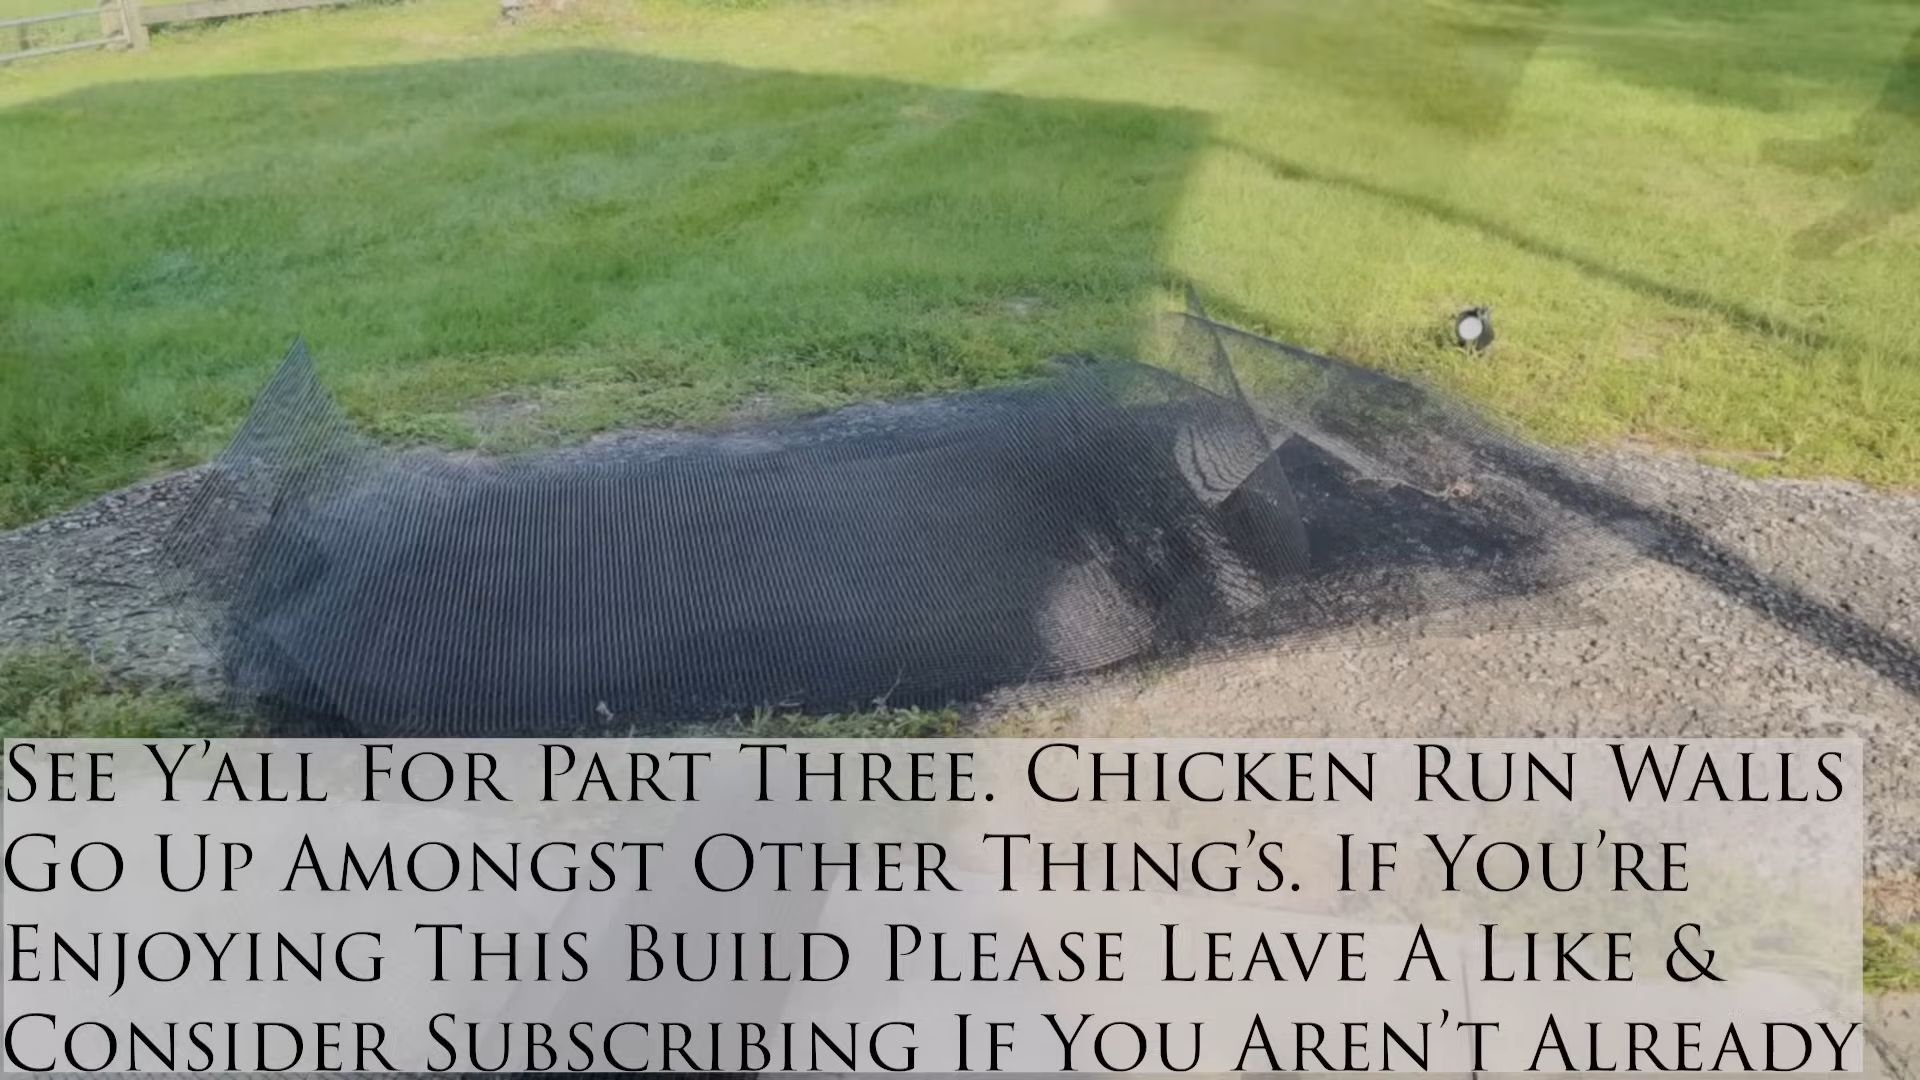 See Y’all For Part Three. Chicken Run Walls
Go Up Amongst Other Thing’s. If You’re
Enjoying This Build Please Leave A Like &
Consider Subscribing If You Aren’t Already